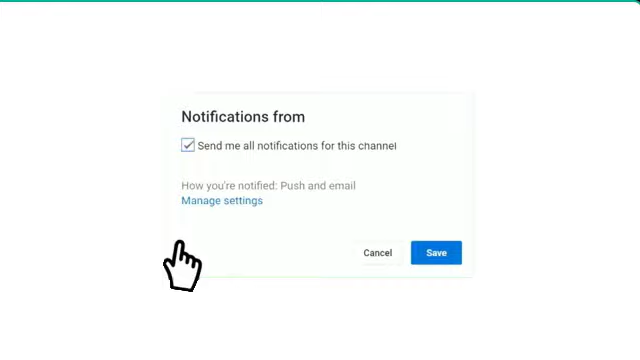 Notifications from
Send me all notifications for this channel
How you're notified: Push and email
Manage settings
Cancel
Save